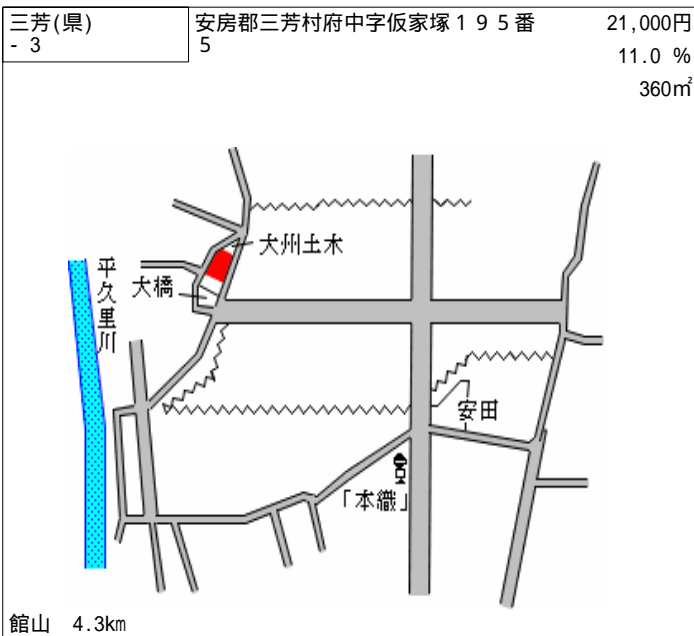 三芳(県)
- 3
安房郡三芳村府中字仮家塚１９５番
5
21,000円
11.0 %
360㎡
大州土木
大橋
平久里川
安田
「本織」
館山 4.3km